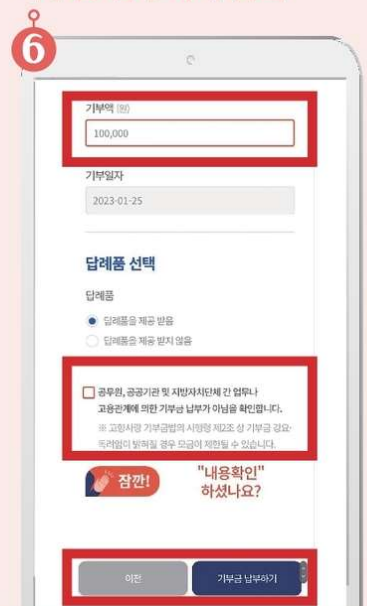 6
기부액 (원)
100,000
기부일자
2023-01-25
답례품 선택
답례품
답례품을 제공 받음
답례품을 제공 받지 않음
공무원, 공공기관 및 지방자치단체 간 업무나
고용관계에 의한 기부금 납부가 아님을 확인합니다.
※ 고향사랑 기부금법의 시행령 제2조 상 기부금 강요·
독려임이 밝혀질 경우 모금이 제한될 수 있습니다.
잠깐!
"내용확인"
하셨나요?
이전
기부금 납부하기